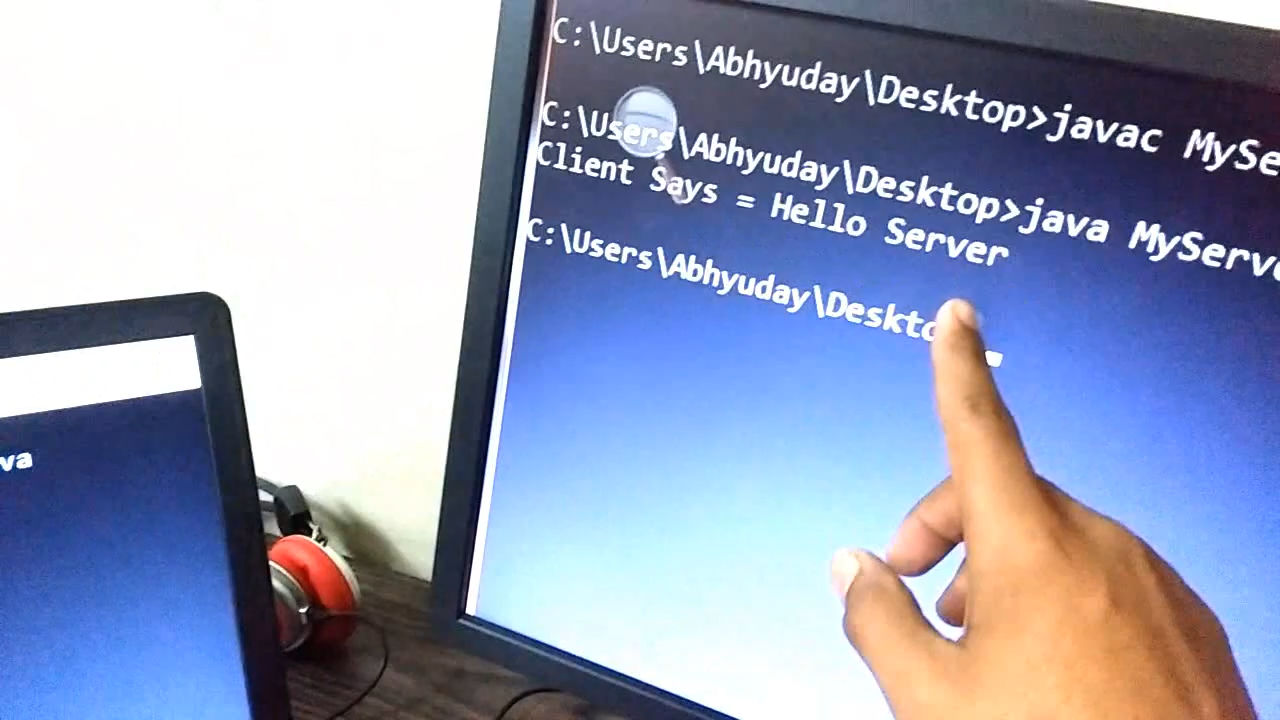 C:\Users\Abhyuday\Desktop>javac MySe
C:\Users\Abhyuday\Desktop>java MyServe
Client Says = Hello Server
C:\Users\Abhyuday\Deskto
va